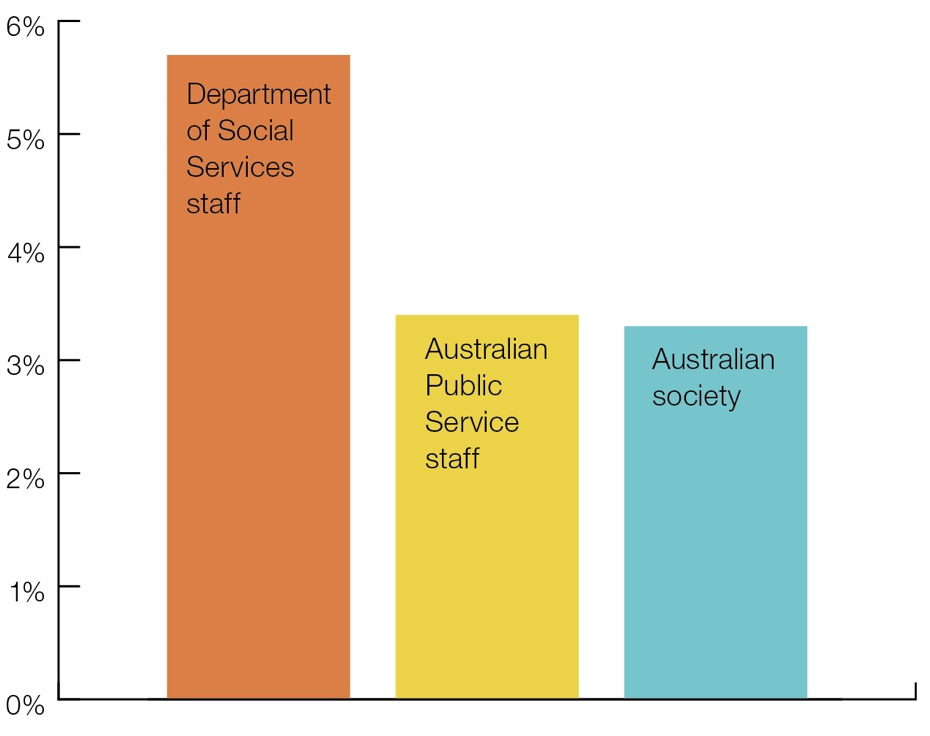 6%
5%
4%
3%
2%
1%
0%
Department
of Social
Services
staff
Australian
Public
Service
staff
Australian
society